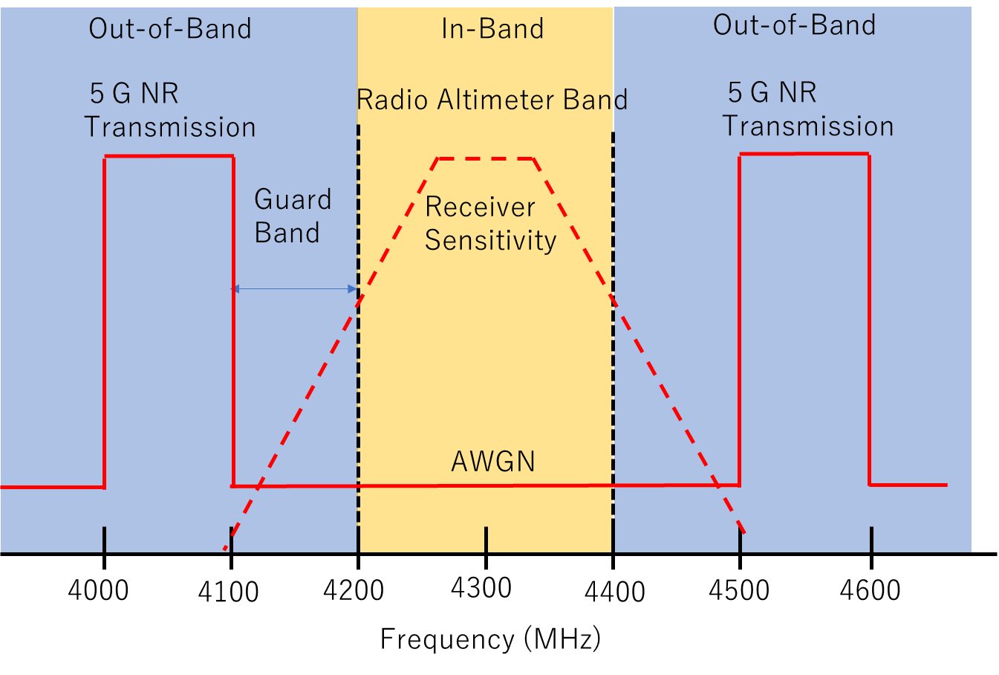 Out-of-Band
In-Band
Out-of-Band
5 G NR
Transmission
Radio Altimeter Band
5 G NR
Transmission
Guard
Band
Receiver
Sensitivity
AWGN
4000
4100
4200
4300
4400
4500
4600
Frequency (MHz)